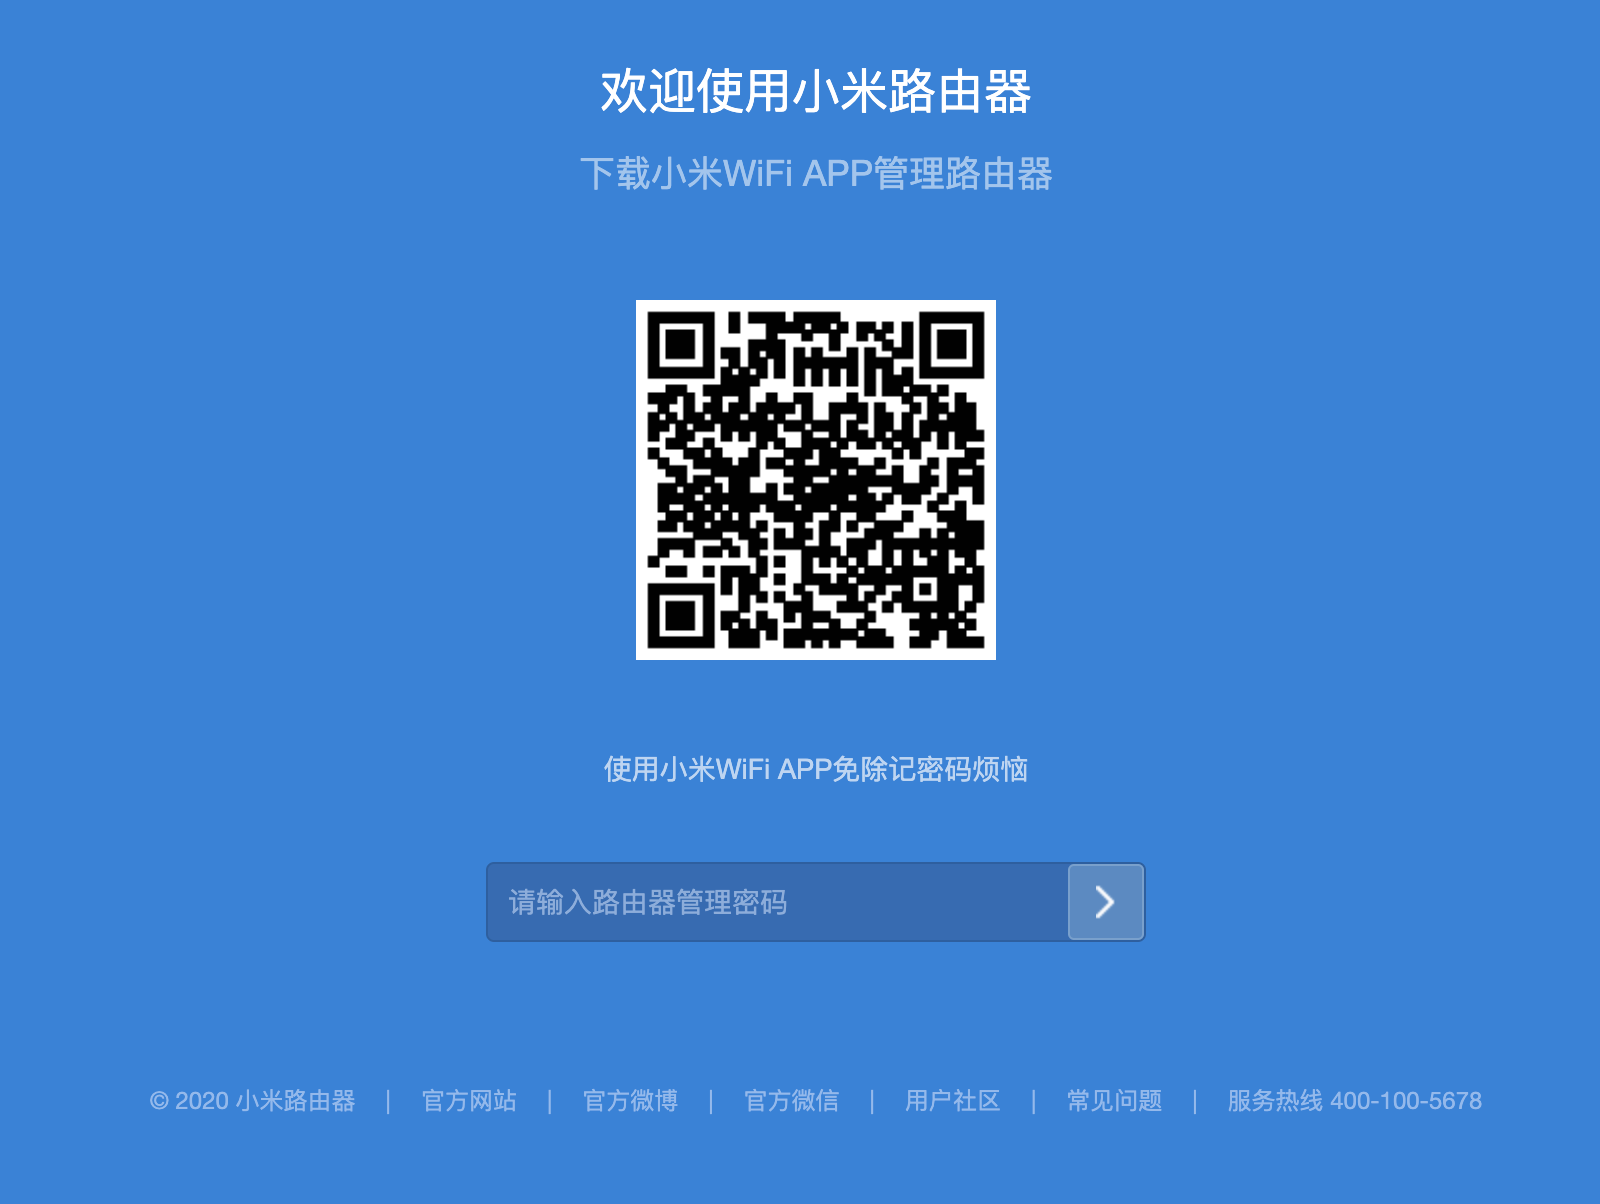 欢迎使用小米路由器
下载小米WiFi APP管理路由器
使用小米WiFi APP免除记密码烦恼
请输入路由器管理密码
© 2020 小米路由器 | 官方网站 | 官方微博 | 官方微信 | 用户社区 | 常见问题 | 服务热线 400-100-5678